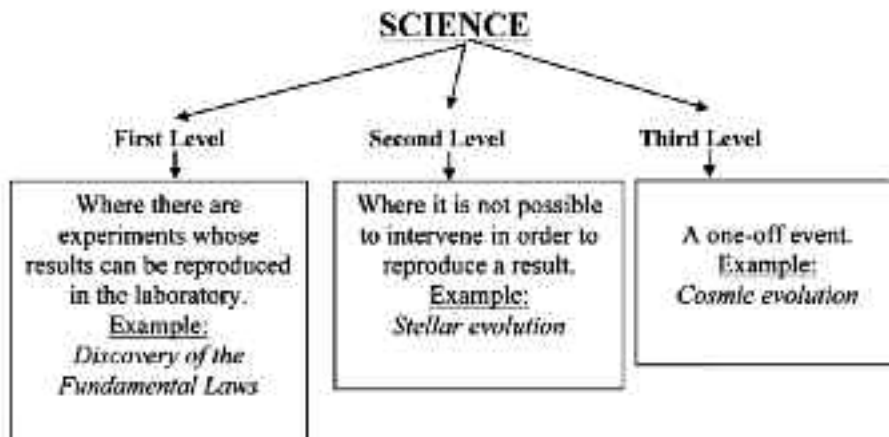 SCIENCE
First Level
Where there are
experiments whose
results can be reproduced
in the laboratory.
Example:
Discovery of the
Fundamental Laws
Second Level
Where it is not possible
to intervene in order to
reproduce a result.
Example:
Stellar evolution
Third Level
A one-off event.
Example:
Cosmic evolution